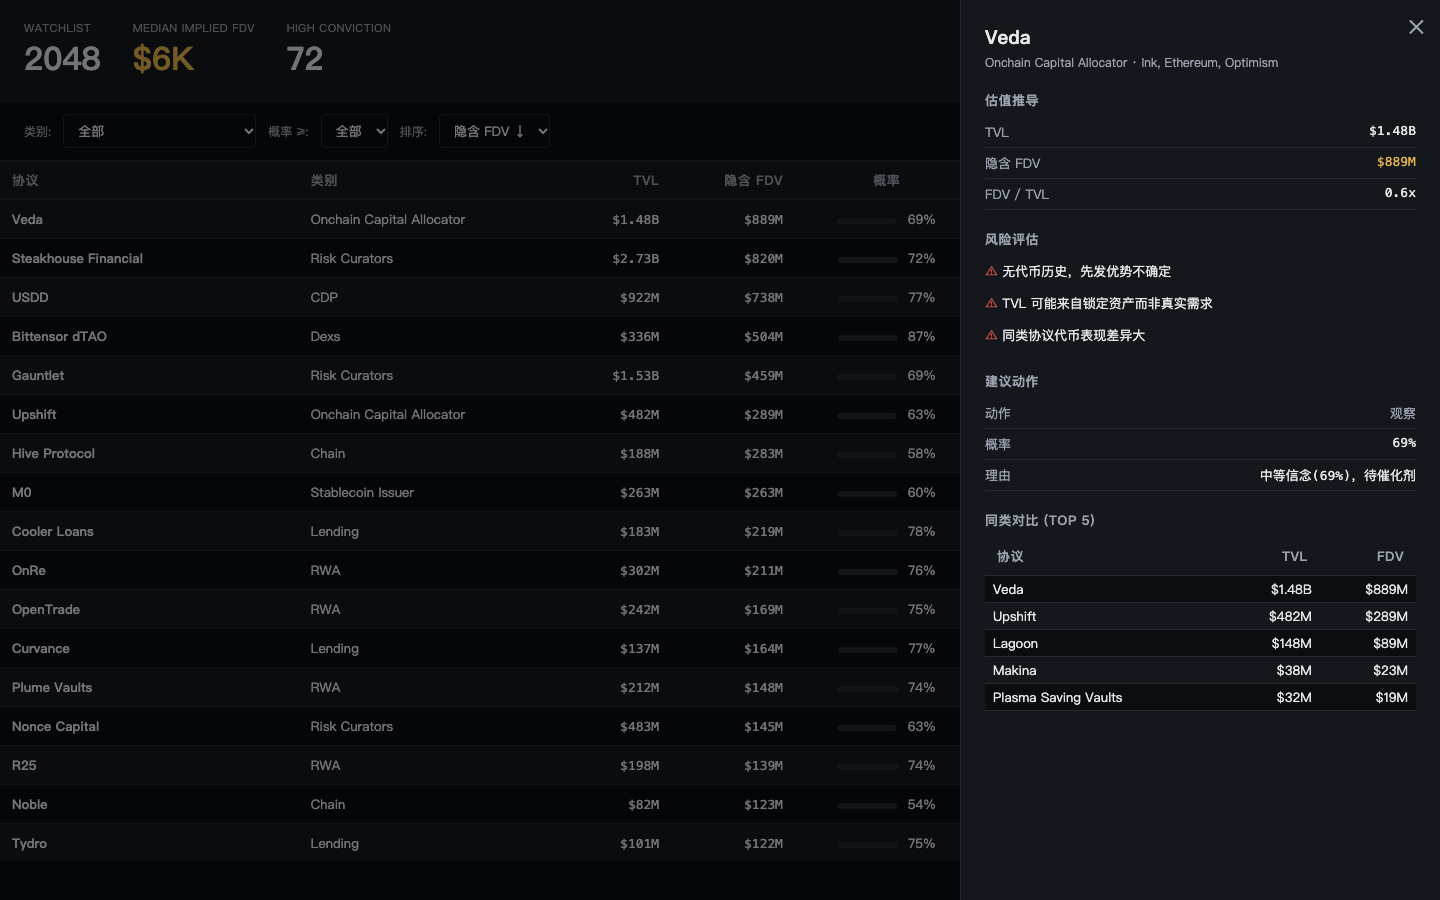 WATCHLIST MEDIAN IMPLIED FDV HIGH CONVICTION
2048 $6K 72
类别: 全部 概率 ≥: 全部 排序: 隐含 FDV ↓
协议 类别 TVL 隐含 FDV 概率
Veda Onchain Capital Allocator $1.48B $889M 69%
Steakhouse Financial Risk Curators $2.73B $820M 72%
USDD CDP $922M $738M 77%
Bittensor dTAO Dexs $336M $504M 87%
Gauntlet Risk Curators $1.53B $459M 69%
Upshift Onchain Capital Allocator $482M $289M 63%
Hive Protocol Chain $188M $283M 58%
M0 Stablecoin Issuer $263M $263M 60%
Cooler Loans Lending $183M $219M 78%
OnRe RWA $302M $211M 76%
OpenTrade RWA $242M $169M 75%
Curvance Lending $137M $164M 77%
Plume Vaults RWA $212M $148M 74%
Nonce Capital Risk Curators $483M $145M 63%
R25 RWA $198M $139M 74%
Noble Chain $82M $123M 54%
Tydro Lending $101M $122M 75%
Veda
Onchain Capital Allocator · Ink, Ethereum, Optimism
估值推导
TVL $1.48B
隐含 FDV $889M
FDV / TVL 0.6x
风险评估
⚠ 无代币历史，先发优势不确定
⚠ TVL 可能来自锁定资产而非真实需求
⚠ 同类协议代币表现差异大
建议动作
动作 观察
概率 69%
理由 中等信念(69%)，待催化剂
同类对比 (TOP 5)
协议 TVL FDV
Veda $1.48B $889M
Upshift $482M $289M
Lagoon $148M $89M
Makina $38M $23M
Plasma Saving Vaults $32M $19M